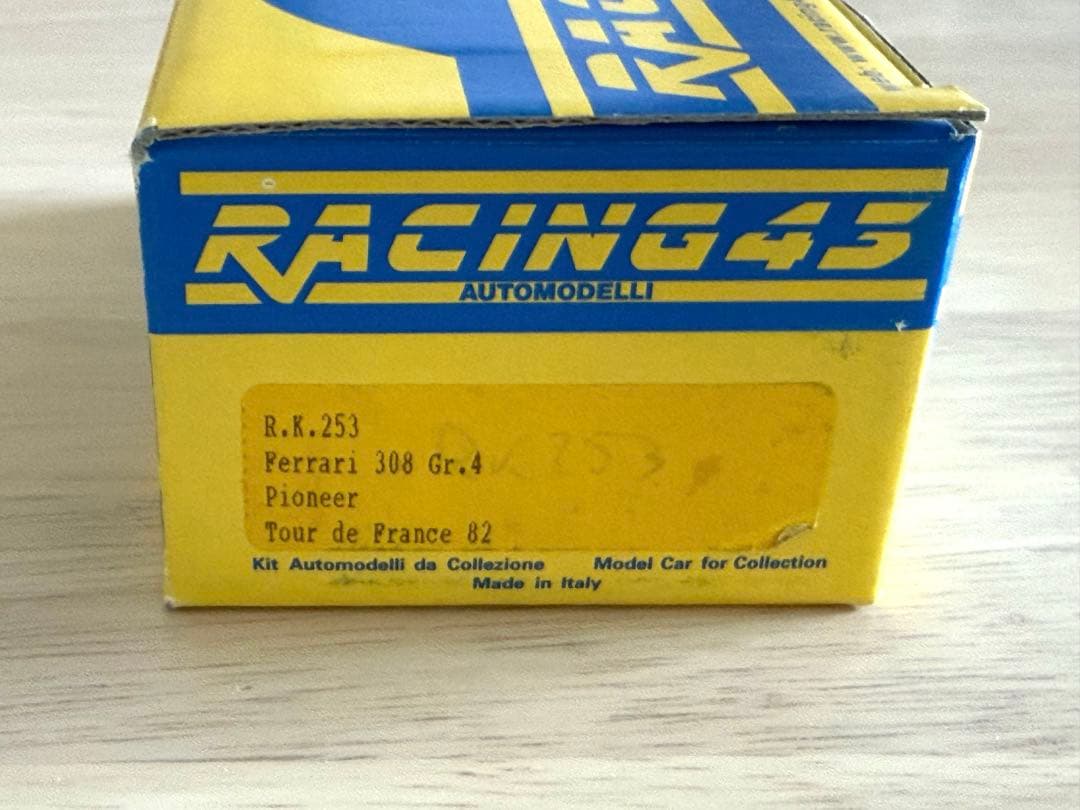 RACING43
AUTOMODELLI
R.K.253
Ferrari 308 Gr.4
Pioneer
Tour de France 82
Kit Automodelli da Collezione Model Car for Collection
Made in Italy